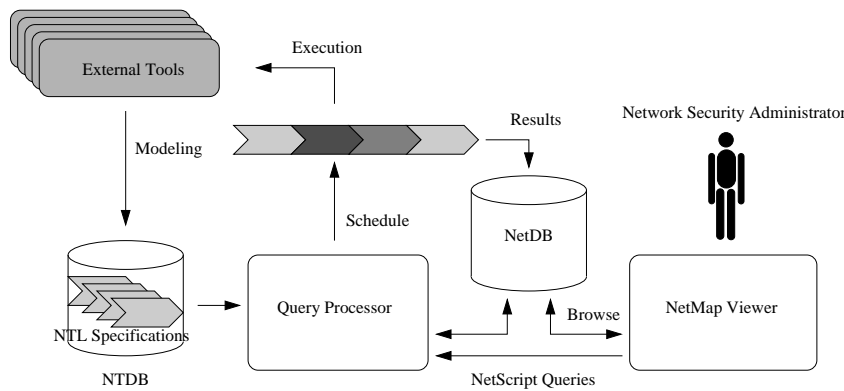 Execution
External Tools
Results
Network Security Administrator
Modeling
Schedule
NetDB
Query Processor
NetMap Viewer
Browse
NTL Specifications
NTDB
NetScript Queries